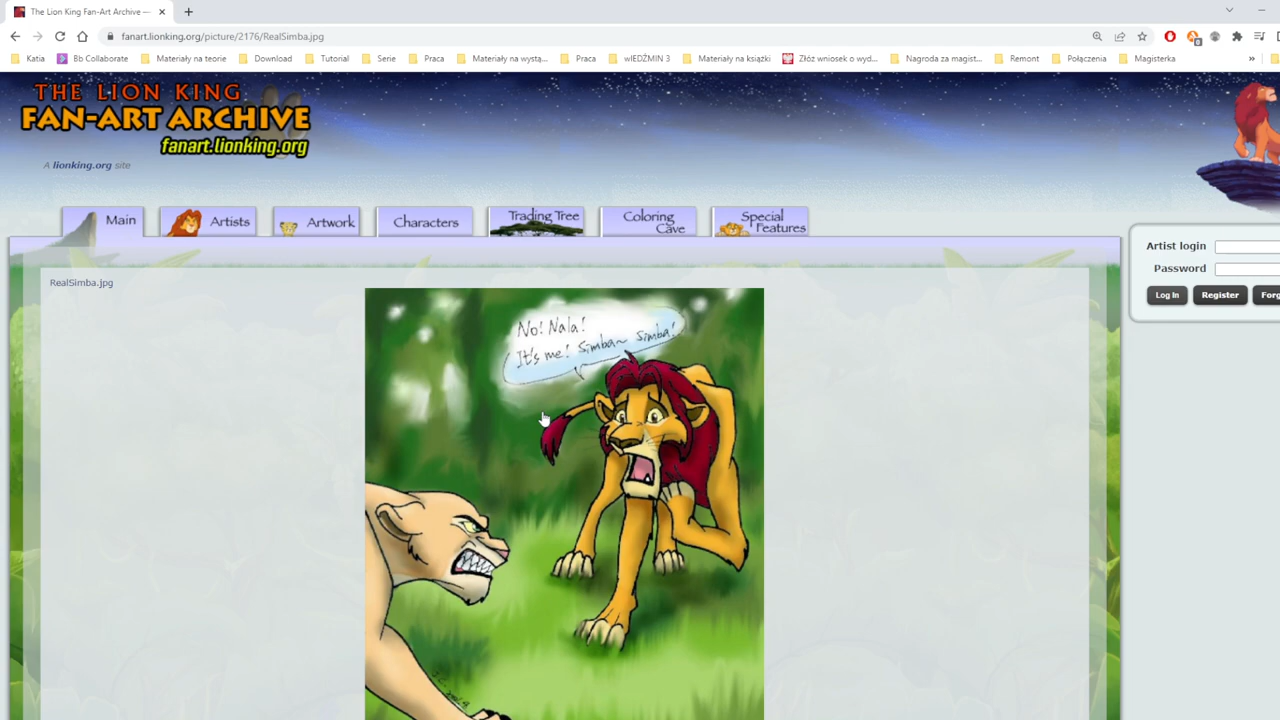 The Lion King Fan-Art Archive —
fanart.lionking.org/picture/2176/RealSimba.jpg
Katia
Bb Collaborate
Materiały na teorie
Download
Tutorial
Serie
Praca
Materiały na wystą...
Praca
wIEDŹMIN 3
Materiały na książki
Złóż wniosek o wyd...
Nagroda za magist...
Remont
Połączenia
Magisterka
»
THE LION KING
FAN-ART ARCHIVE
fanart.lionking.org
A lionking.org site
Main
Artists
Artwork
Characters
Trading Tree
Coloring
Cave
Special
Features
Artist login
Password
Log In
Register
Forg
RealSimba.jpg
No! Nala!
It's me! Simba~ Simba!